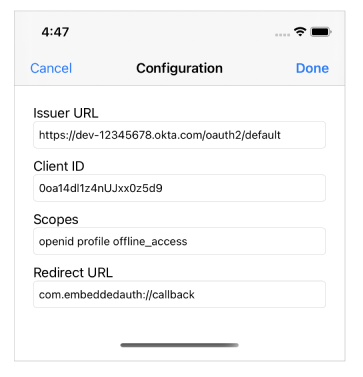 4:47
Cancel Configuration Done
Issuer URL
https://dev-12345678.okta.com/oauth2/default
Client ID
0oa14dl1z4nUJxx0z5d9
Scopes
openid profile offline_access
Redirect URL
com.embeddedauth://callback